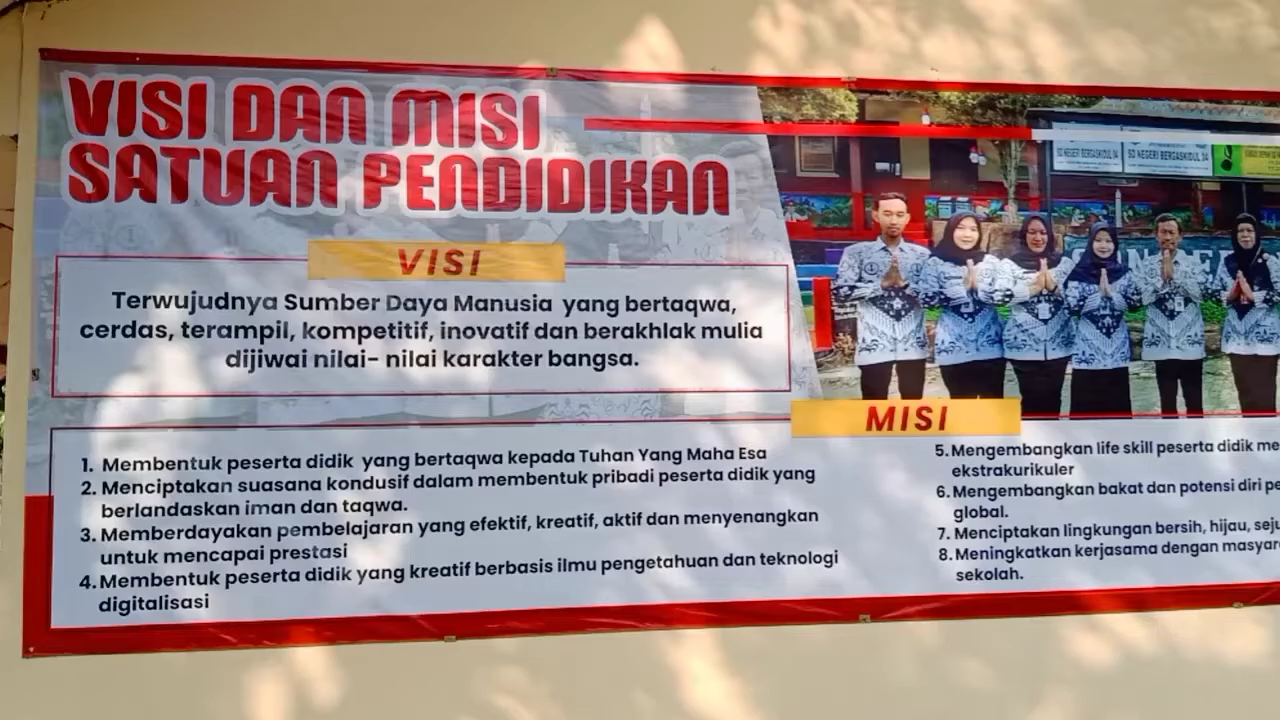 VISI DAN MISI
SATUAN PENDIDIKAN
SD NEGERI BERGASKIDUL 04
SD NEGERI BERGASKIDUL 04
VISI
Terwujudnya Sumber Daya Manusia yang bertaqwa,
cerdas, terampil, kompetitif, inovatif dan berakhlak mulia
dijiwai nilai- nilai karakter bangsa.
MISI
1. Membentuk peserta didik yang bertaqwa kepada Tuhan Yang Maha Esa
2. Menciptakan suasana kondusif dalam membentuk pribadi peserta didik yang
berlandaskan iman dan taqwa.
3. Memberdayakan pembelajaran yang efektif, kreatif, aktif dan menyenangkan
untuk mencapai prestasi
4. Membentuk peserta didik yang kreatif berbasis ilmu pengetahuan dan teknologi
digitalisasi
5. Mengembangkan life skill peserta didik me
ekstrakurikuler
6. Mengembangkan bakat dan potensi diri pe
global.
7. Menciptakan lingkungan bersih, hijau, seju
8. Meningkatkan kerjasama dengan masyar
sekolah.